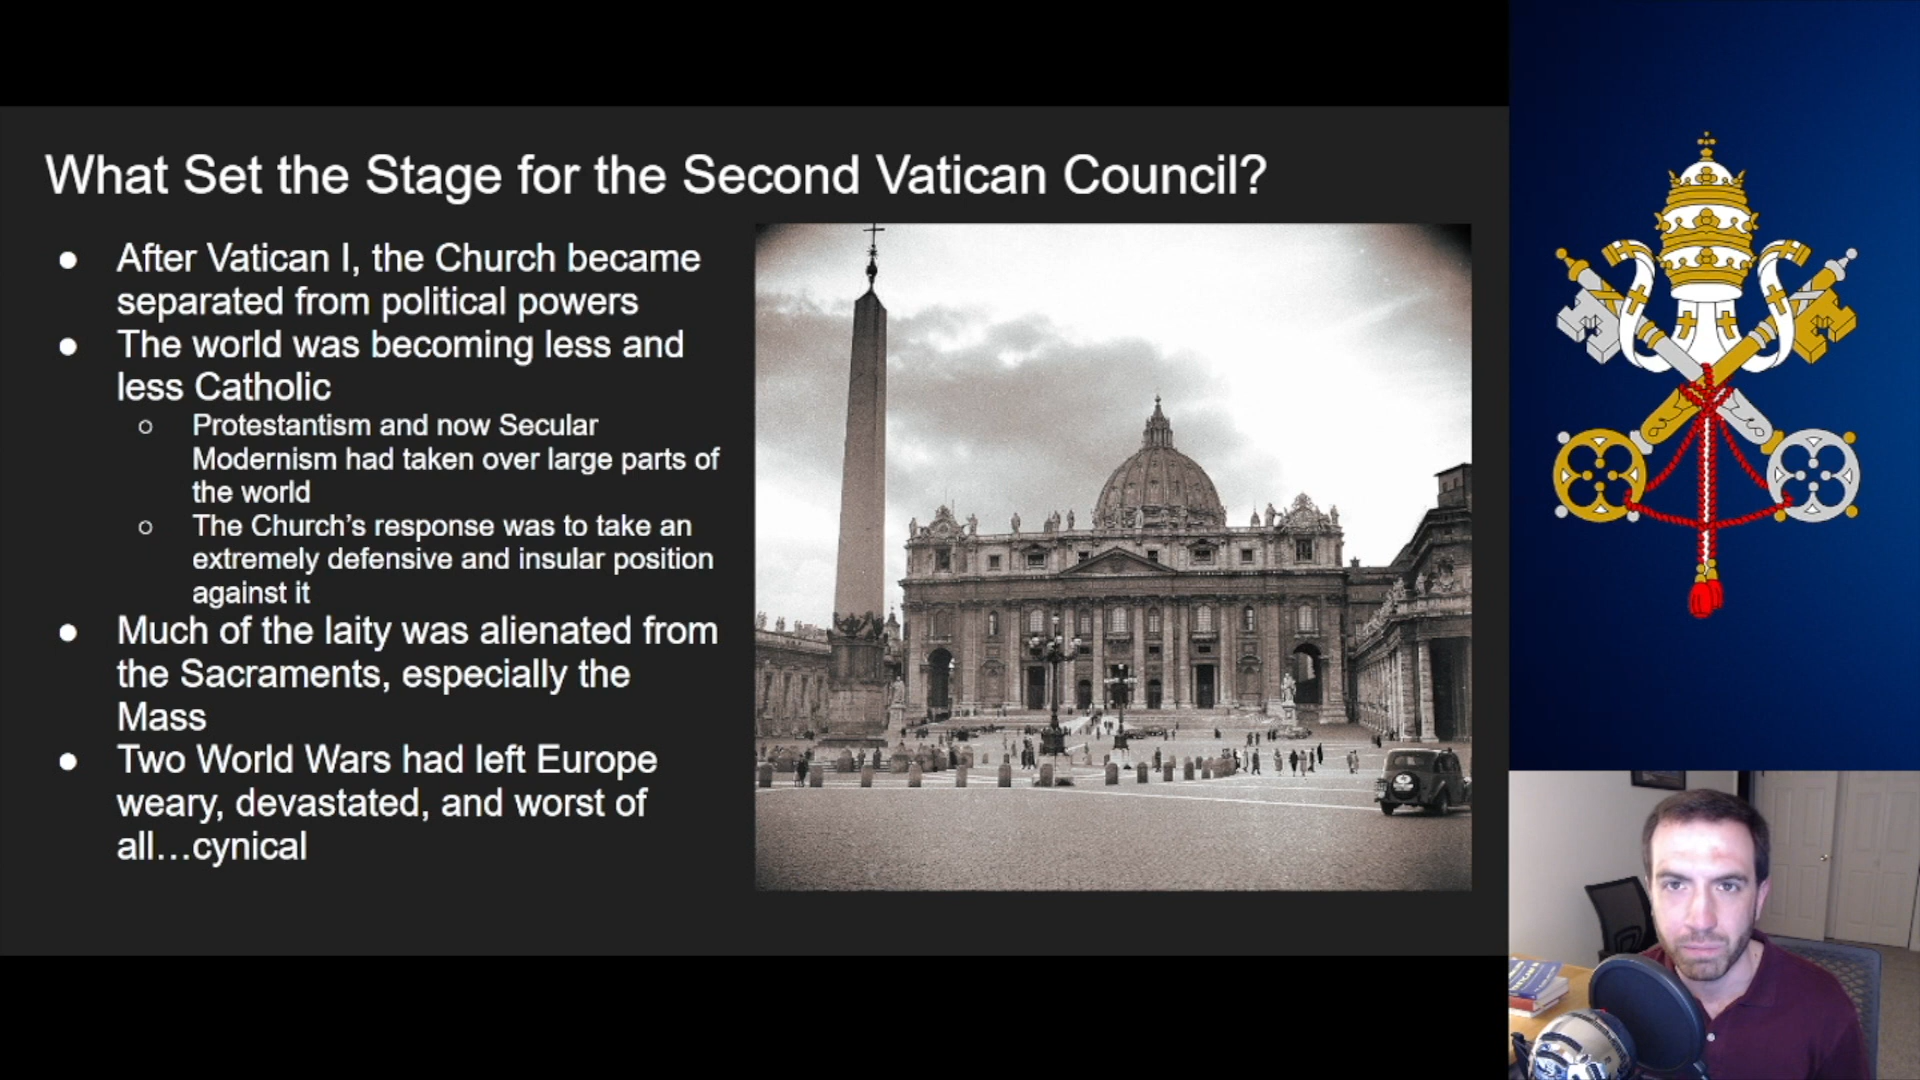 What Set the Stage for the Second Vatican Council?
● After Vatican I, the Church became
separated from political powers
● The world was becoming less and
less Catholic
○ Protestantism and now Secular
Modernism had taken over large parts of
the world
○ The Church’s response was to take an
extremely defensive and insular position
against it
● Much of the laity was alienated from
the Sacraments, especially the
Mass
● Two World Wars had left Europe
weary, devastated, and worst of
all…cynical